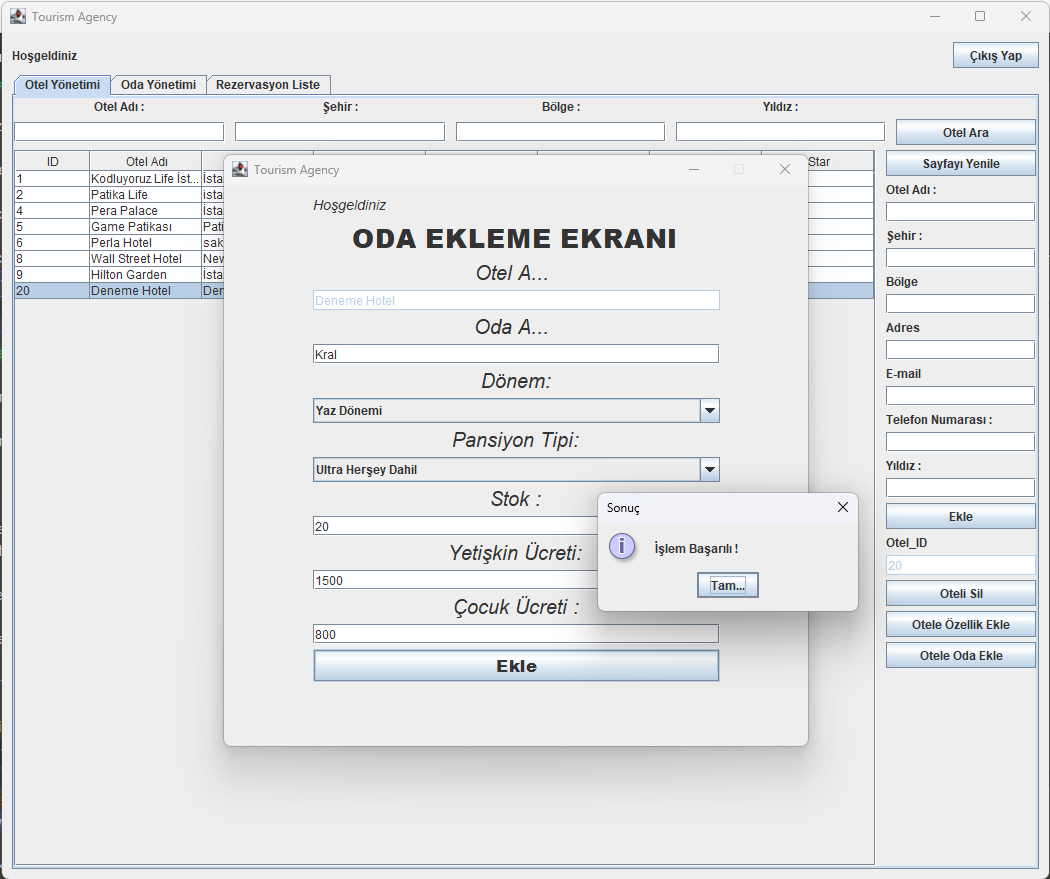 Tourism Agency
Hoşgeldiniz
Çıkış Yap
Otel Yönetimi Oda Yönetimi Rezervasyon Liste
Otel Adı : Şehir : Bölge : Yıldız :
Otel Ara
ID Otel Adı Star
1 Kodluyoruz Life İst... İsta
2 Patika Life ista
4 Pera Palace İsta
5 Game Patikası Pati
6 Perla Hotel sak
8 Wall Street Hotel Nev
9 Hilton Garden İsta
20 Deneme Hotel Den
Tourism Agency
Hoşgeldiniz
ODA EKLEME EKRANI
Otel A...
Deneme Hotel
Oda A...
Kral
Dönem:
Yaz Dönemi
Pansiyon Tipi:
Ultra Herşey Dahil
Stok :
20
Yetişkin Ücreti:
1500
Çocuk Ücreti :
800
Ekle
Sonuç
İşlem Başarılı !
Tam...
Sayfayı Yenile
Otel Adı :
Şehir :
Bölge
Adres
E-mail
Telefon Numarası :
Yıldız :
Ekle
Otel_ID
20
Oteli Sil
Otele Özellik Ekle
Otele Oda Ekle